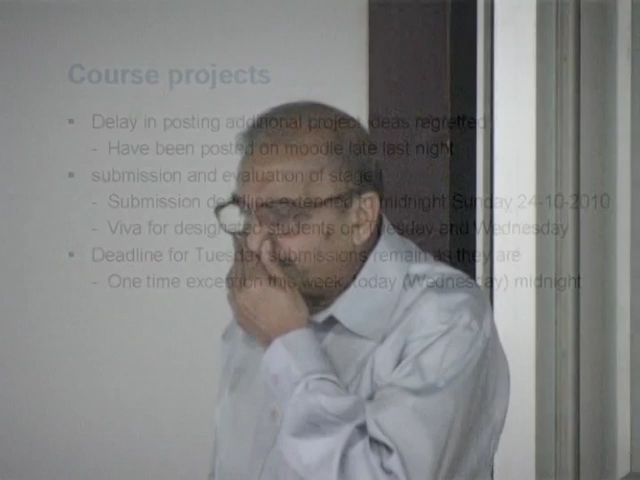 Course projects
▪ Delay in posting additional project ideas regretted
- Have been posted on moodle late last night
▪ submission and evaluation of stage
- Submission deadline extended midnight Sunday 24-10-2010
- Viva for designated students on Tuesday and Wednesday
▪ Deadline for Tuesday submissions remain as they are
- One time exception this week, today (Wednesday) midnight